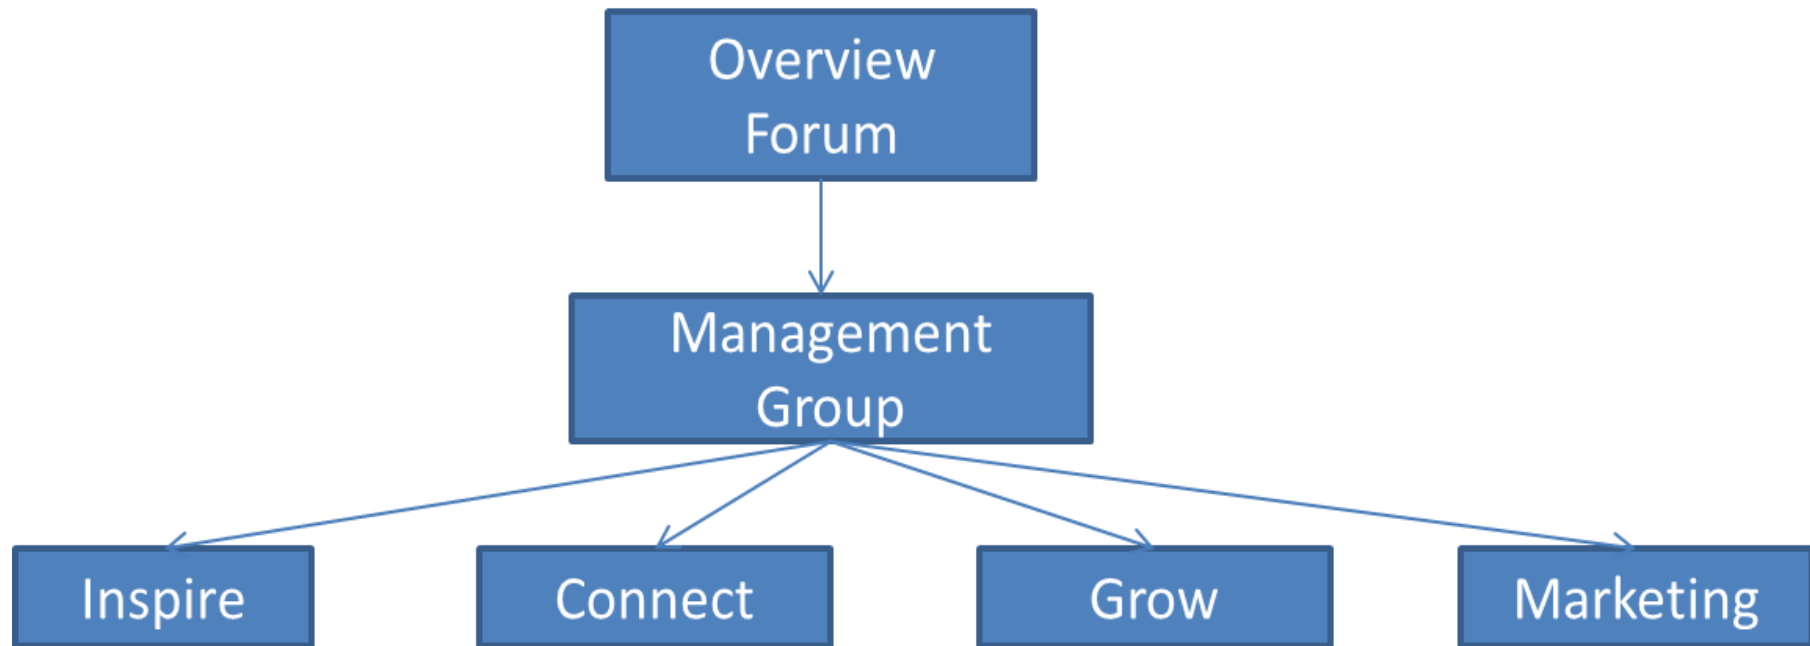 Overview
Forum
Management
Group
Inspire
Connect
Grow
Marketing